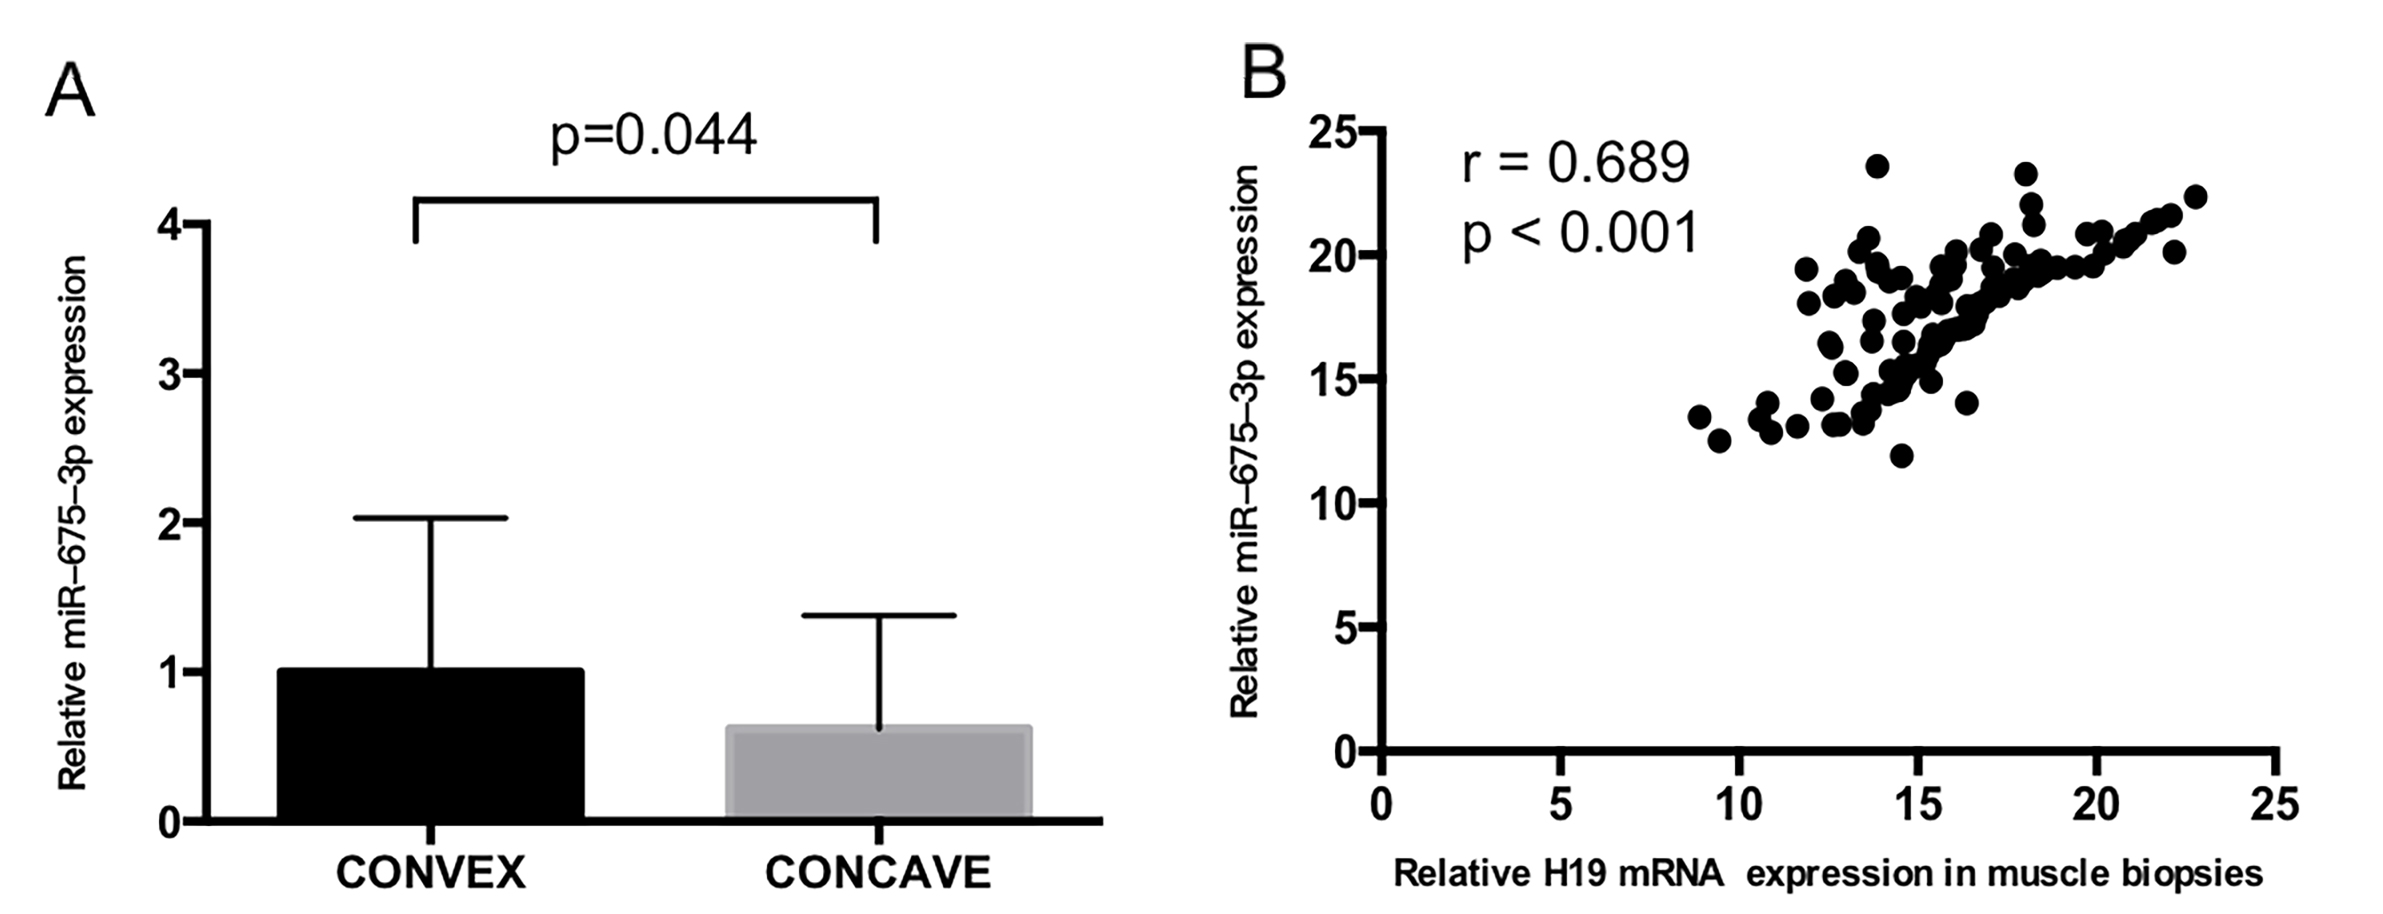 A
p=0.044
Relative miR–675–3p expression
4
3
2
1
0
CONVEX
CONCAVE
B
r = 0.689
p < 0.001
Relative miR–675–3p expression
25
20
15
10
5
0
0 5 10 15 20 25
Relative H19 mRNA expression in muscle biopsies